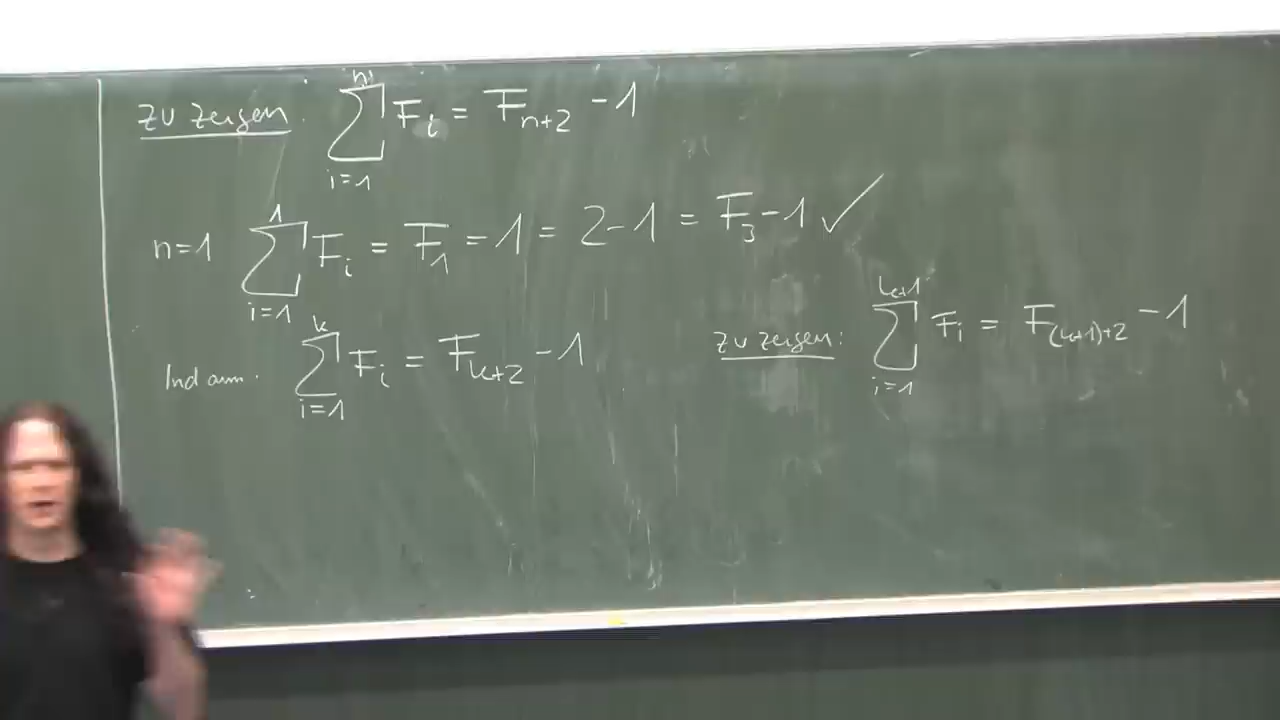 zu zeigen: ∑_{i=1}^{n} F_i = F_{n+2} - 1
n=1 ∑_{i=1}^{1} F_i = F_1 = 1 = 2-1 = F_3 - 1 ✓
Ind ann. ∑_{i=1}^{k} F_i = F_{k+2} - 1
zu zeigen: ∑_{i=1}^{k+1} F_i = F_{(k+1)+2} - 1